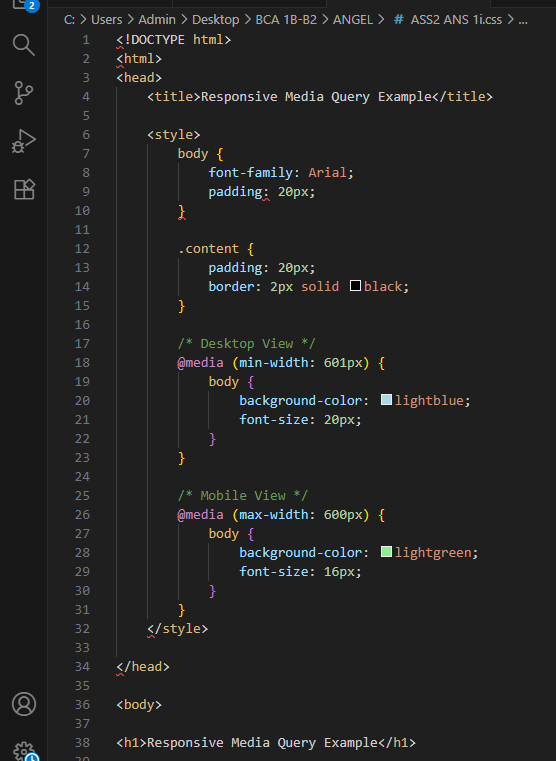 2
C: > Users > Admin > Desktop > BCA 1B-B2 > ANGEL > # ASS2 ANS 1i.css > ...
1 <!DOCTYPE html>
2 <html>
3 <head>
4 <title>Responsive Media Query Example</title>
5
6 <style>
7 body {
8 font-family: Arial;
9 padding: 20px;
10 }
11
12 .content {
13 padding: 20px;
14 border: 2px solid black;
15 }
16
17 /* Desktop View */
18 @media (min-width: 601px) {
19 body {
20 background-color: lightblue;
21 font-size: 20px;
22 }
23 }
24
25 /* Mobile View */
26 @media (max-width: 600px) {
27 body {
28 background-color: lightgreen;
29 font-size: 16px;
30 }
31 }
32 </style>
33
34 </head>
35
36 <body>
37
38 <h1>Responsive Media Query Example</h1>